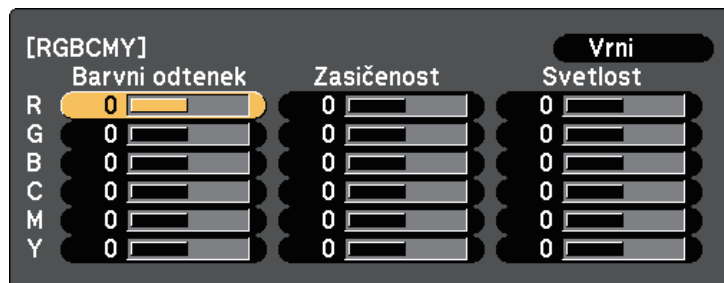 [RGBCMY] Vrni
Barvni odtenek Zasičenost Svetlost
R 0 0 0
G 0 0 0
B 0 0 0
C 0 0 0
M 0 0 0
Y 0 0 0